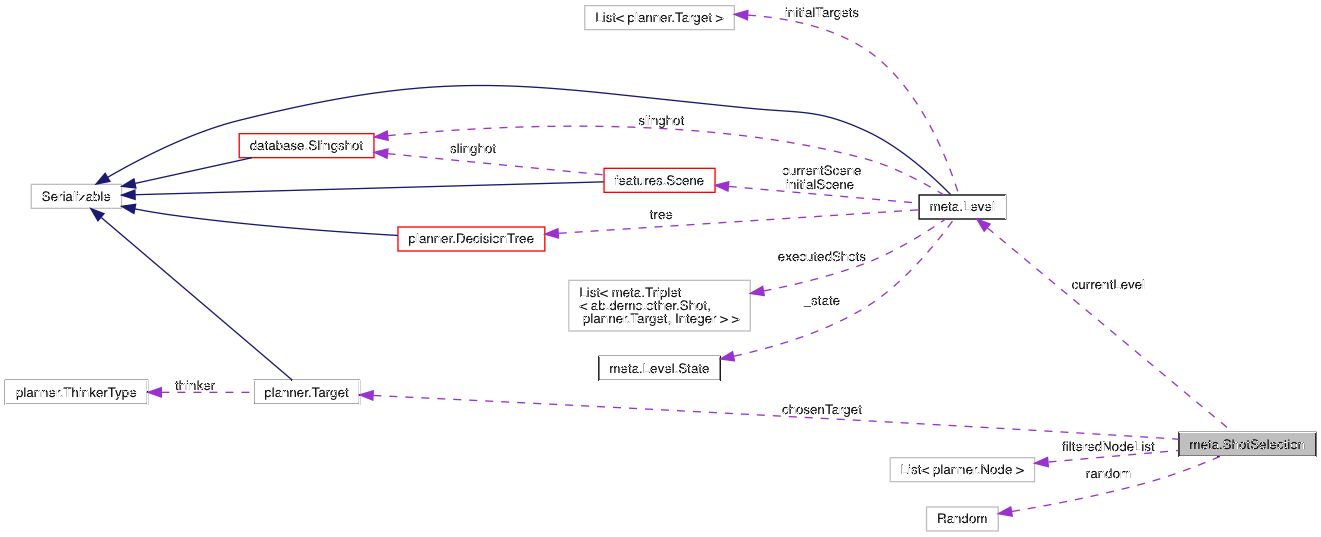 List< planner.Target >
initialTargets
slinghot
database.Slingshot
slinghot
currentScene
initialScene
features.Scene
Serializable
meta.Level
tree
planner.DecisionTree
executedShots
currentLevel
List< meta.Triplet
< ab.demo.other.Shot,
planner.Target, Integer > >
_state
meta.Level.State
thinker
planner.ThinkerType
planner.Target
chosenTarget
meta.ShotSelection
filteredNodeList
List< planner.Node >
random
Random